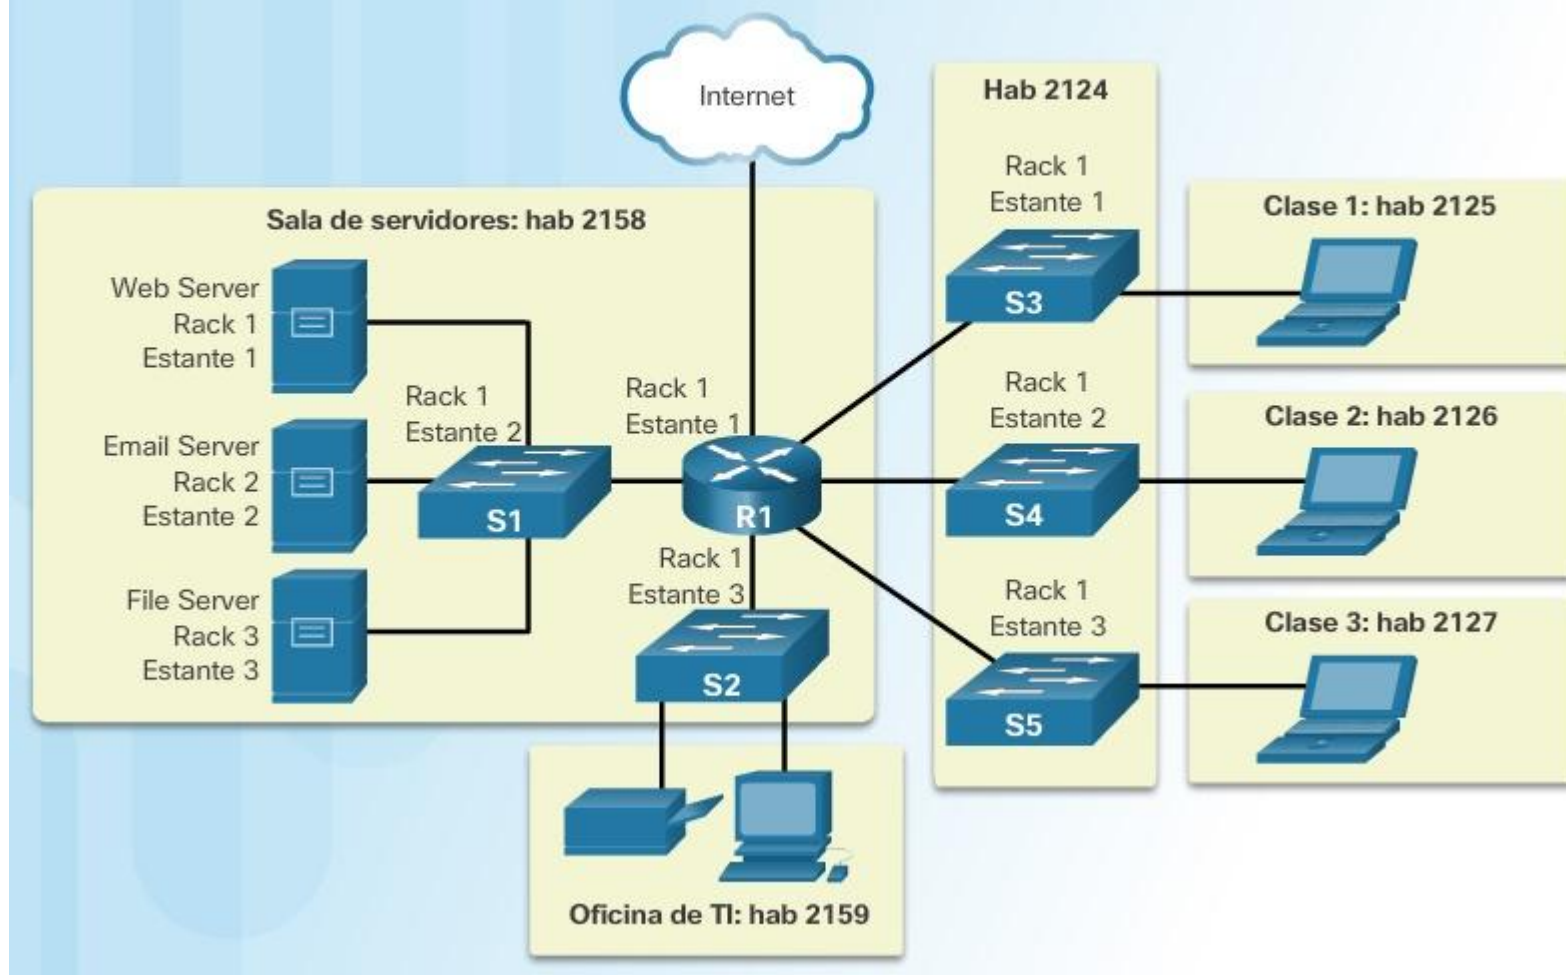 Internet
Sala de servidores: hab 2158
Web Server
Rack 1
Estante 1
Email Server
Rack 2
Estante 2
File Server
Rack 3
Estante 3
Rack 1
Estante 2
S1
Rack 1
Estante 1
R1
Rack 1
Estante 3
S2
Oficina de TI: hab 2159
Hab 2124
Rack 1
Estante 1
S3
Rack 1
Estante 2
S4
Rack 1
Estante 3
S5
Clase 1: hab 2125
Clase 2: hab 2126
Clase 3: hab 2127